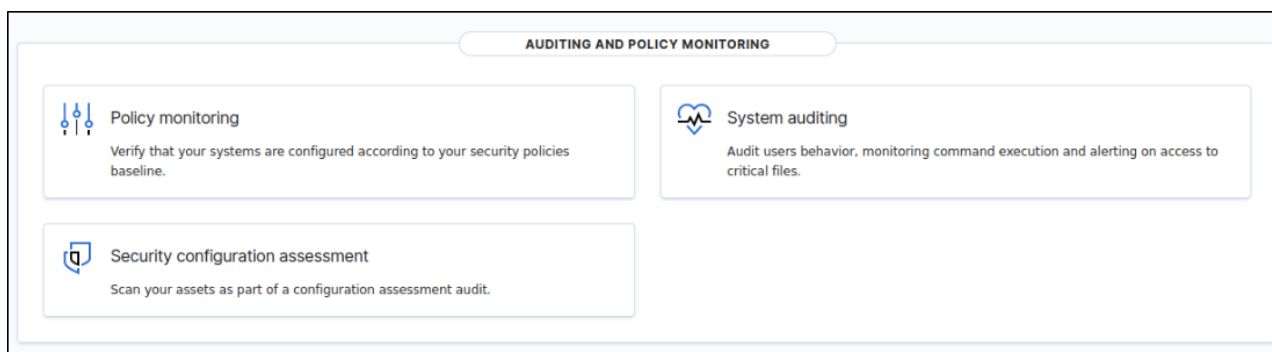 AUDITING AND POLICY MONITORING
Policy monitoring
Verify that your systems are configured according to your security policies
baseline.
System auditing
Audit users behavior, monitoring command execution and alerting on access to
critical files.
Security configuration assessment
Scan your assets as part of a configuration assessment audit.